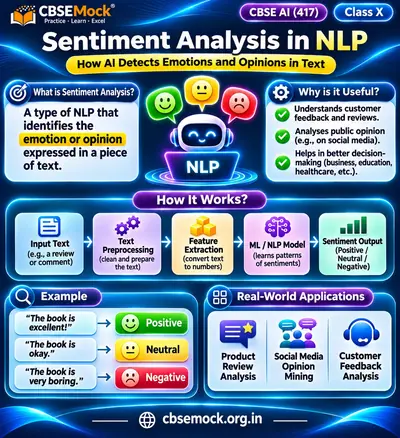 CBSEMock®
Practice • Learn • Excel
CBSE AI (417)
Class X
Sentiment Analysis in NLP
How AI Detects Emotions and Opinions in Text
What is Sentiment Analysis?
A type of NLP that
identifies the
emotion or opinion
expressed in a piece
of text.
NLP
Why is it Useful?
Understands customer
feedback and reviews.
Analyses public opinion
(e.g., on social media).
Helps in better decision-
making (business, education,
healthcare, etc.).
How It Works?
Input Text
(e.g., a review
or comment)
Text
Preprocessing
(clean and prepare
the text)
Feature
Extraction
(convert text
to numbers)
ML / NLP Model
(learns patterns
of sentiments)
Sentiment Output
(Positive /
Neutral /
Negative)
Example
"The book is
excellent!"
Positive
"The book is
okay."
Neutral
"The book is
very boring."
Negative
Real-World Applications
Product
Review
Analysis
Social Media
Opinion
Mining
Customer
Feedback
Analysis
cbsemock.org.in